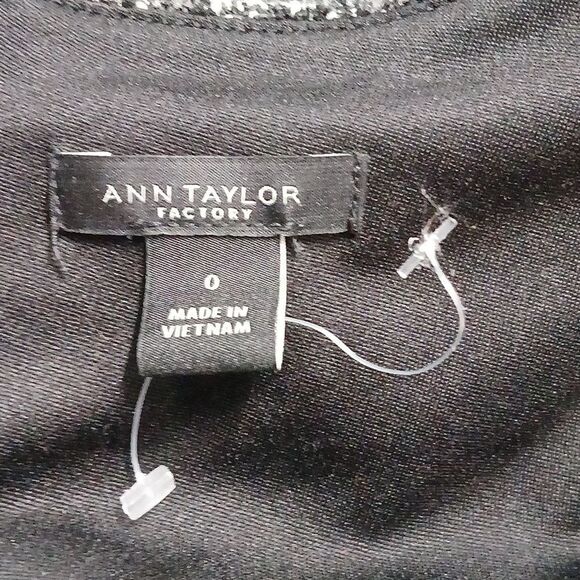 ANN TAYLOR
FACTORY
0
MADE IN
VIETNAM